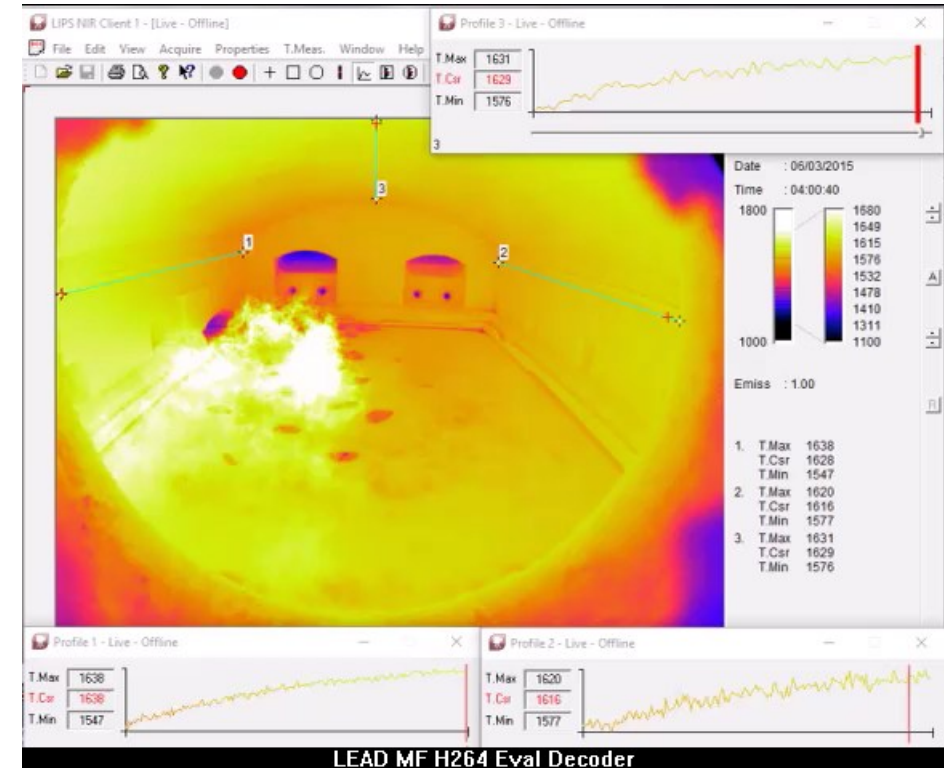 LIPS NIR Client 1 - [Live - Offline]
File Edit View Acquire Properties T.Meas. Window Help
Profile 3 - Live - Offline
T.Max 1631
T.Csr 1629
T.Min 1576
3
Date : 06/03/2015
Time : 04:00:40
1800
1000
1680
1649
1615
1576
1532
1478
1410
1311
1100
A
R
Emiss : 1.00
1. T.Max 1638
T.Csr 1628
T.Min 1547
2. T.Max 1620
T.Csr 1616
T.Min 1577
3. T.Max 1631
T.Csr 1629
T.Min 1576
3
1
2
Profile 1 - Live - Offline
T.Max 1638
T.Csr 1638
T.Min 1547
Profile 2 - Live - Offline
T.Max 1620
T.Csr 1616
T.Min 1577
LEAD MF H264 Eval Decoder